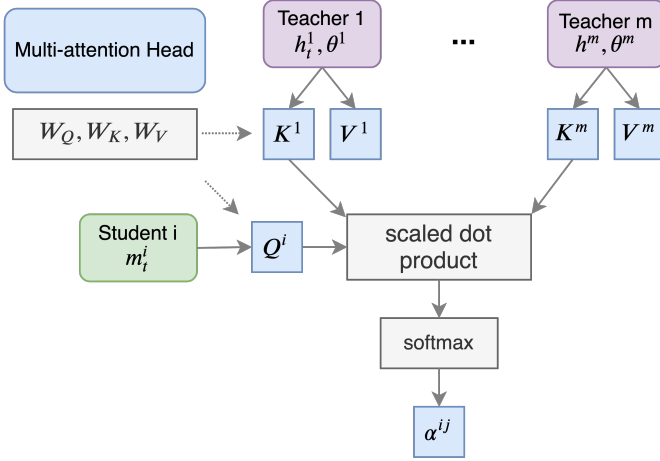 Teacher 1
h_t^1, θ^1
...
Teacher m
h^m, θ^m
Multi-attention Head
W_Q, W_K, W_V
K^1
V^1
K^m
V^m
Student i
m_t^i
Q^i
scaled dot
product
softmax
α^{ij}